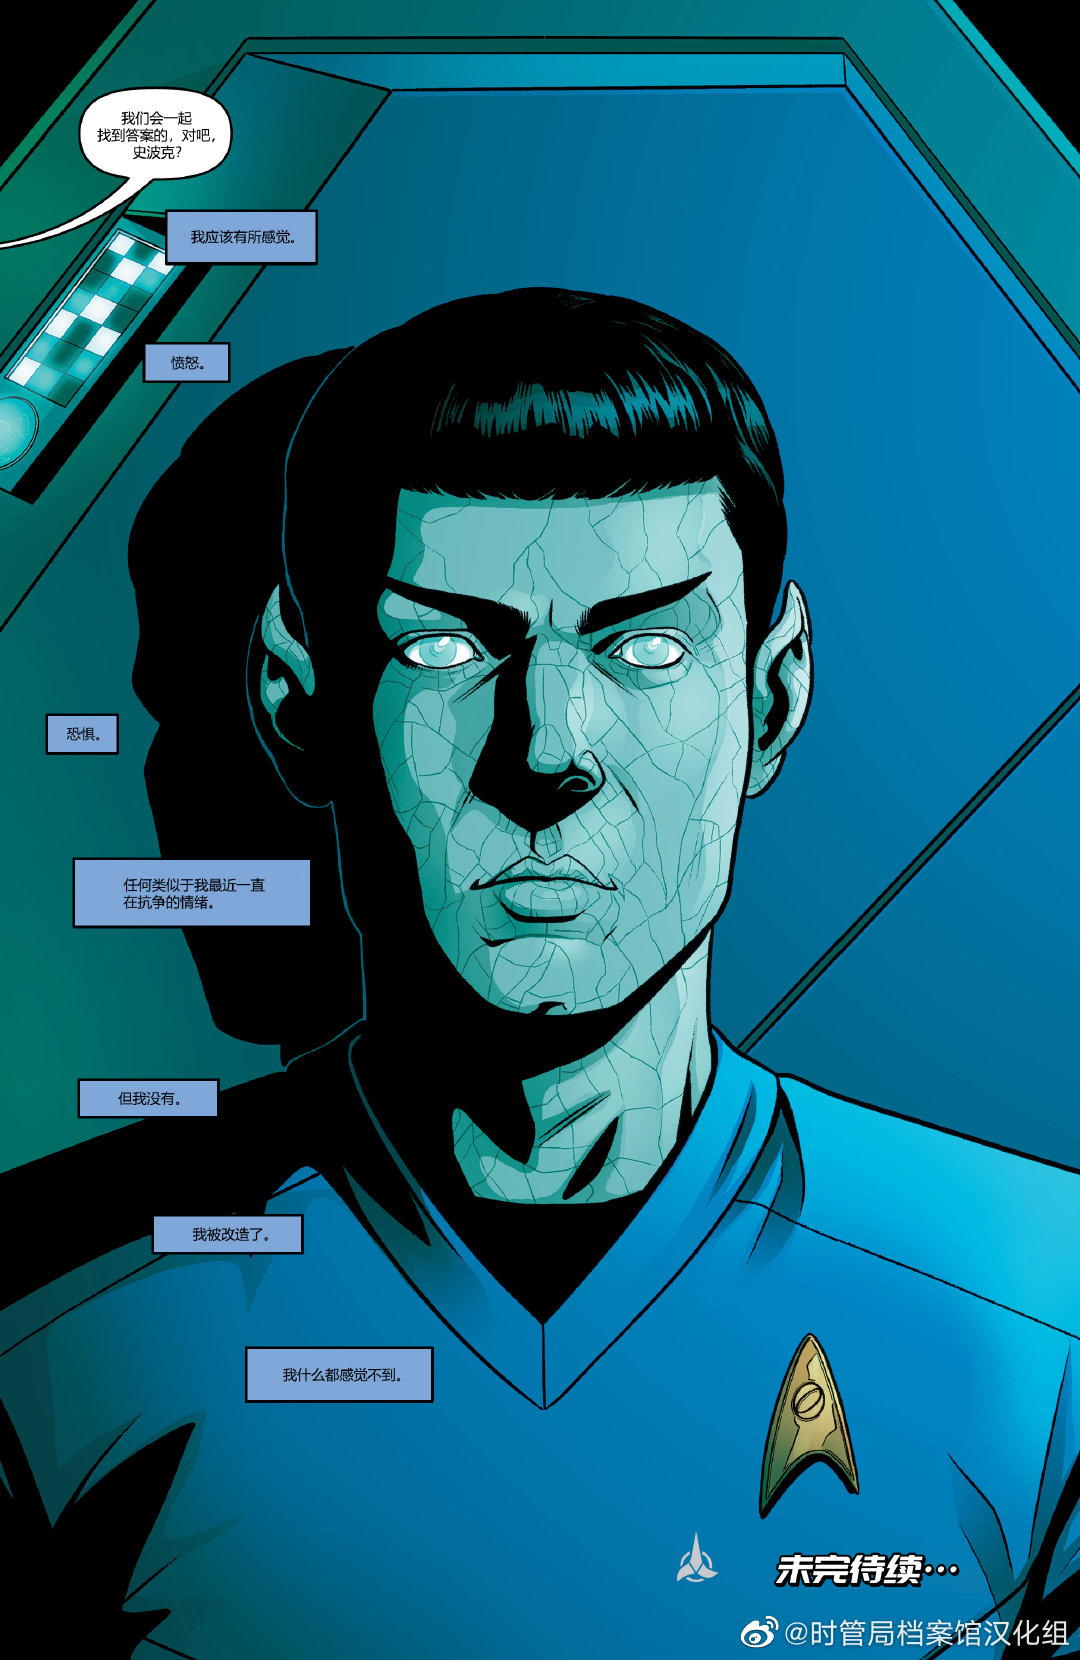 我们会一起
找到答案的，对吧，
史波克？
我应该有所感觉。
愤怒。
恐惧。
任何类似于我最近一直
在抗争的情绪。
但我没有。
我被改造了。
我什么都感觉不到。
未完待续…
@时管局档案馆汉化组